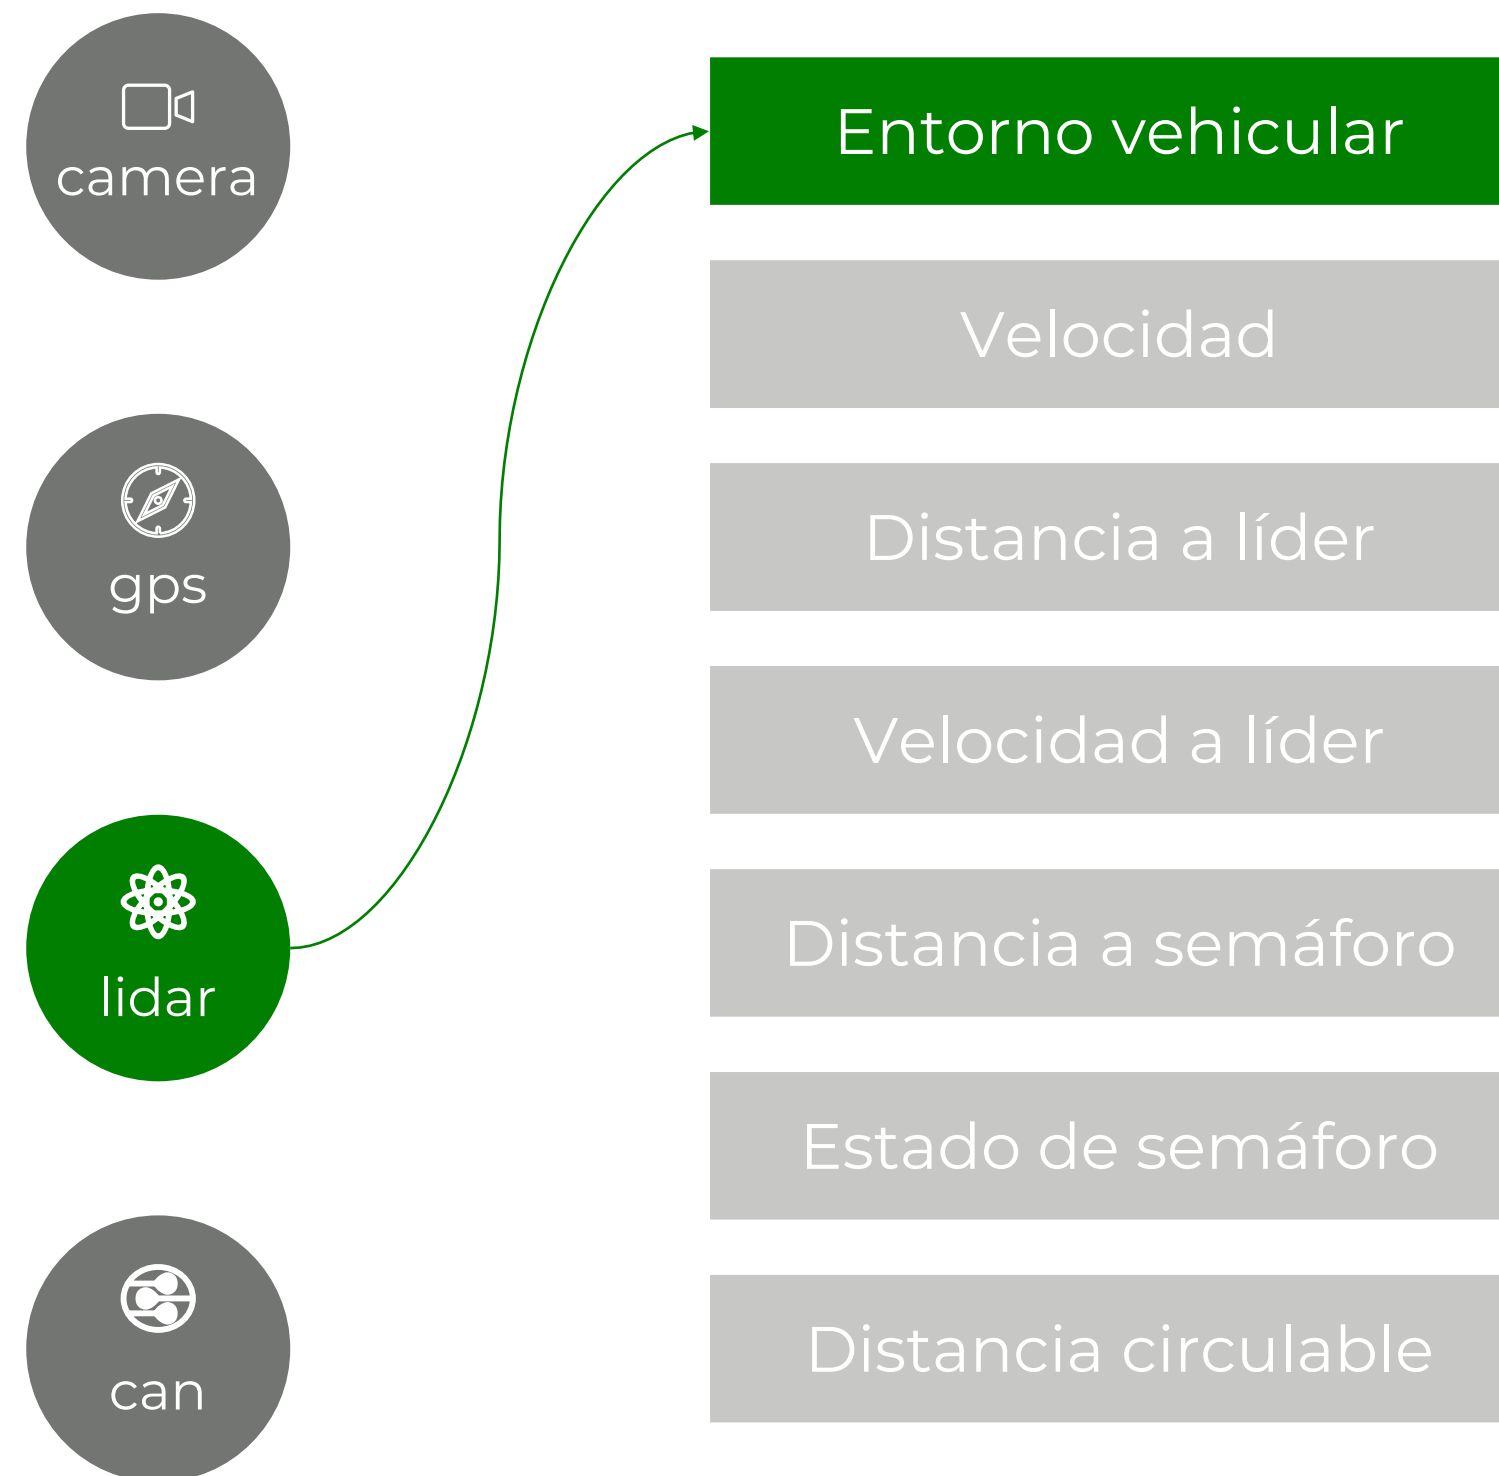 camera
gps
lidar
can
Entorno vehicular
Velocidad
Distancia a líder
Velocidad a líder
Distancia a semáforo
Estado de semáforo
Distancia circulable